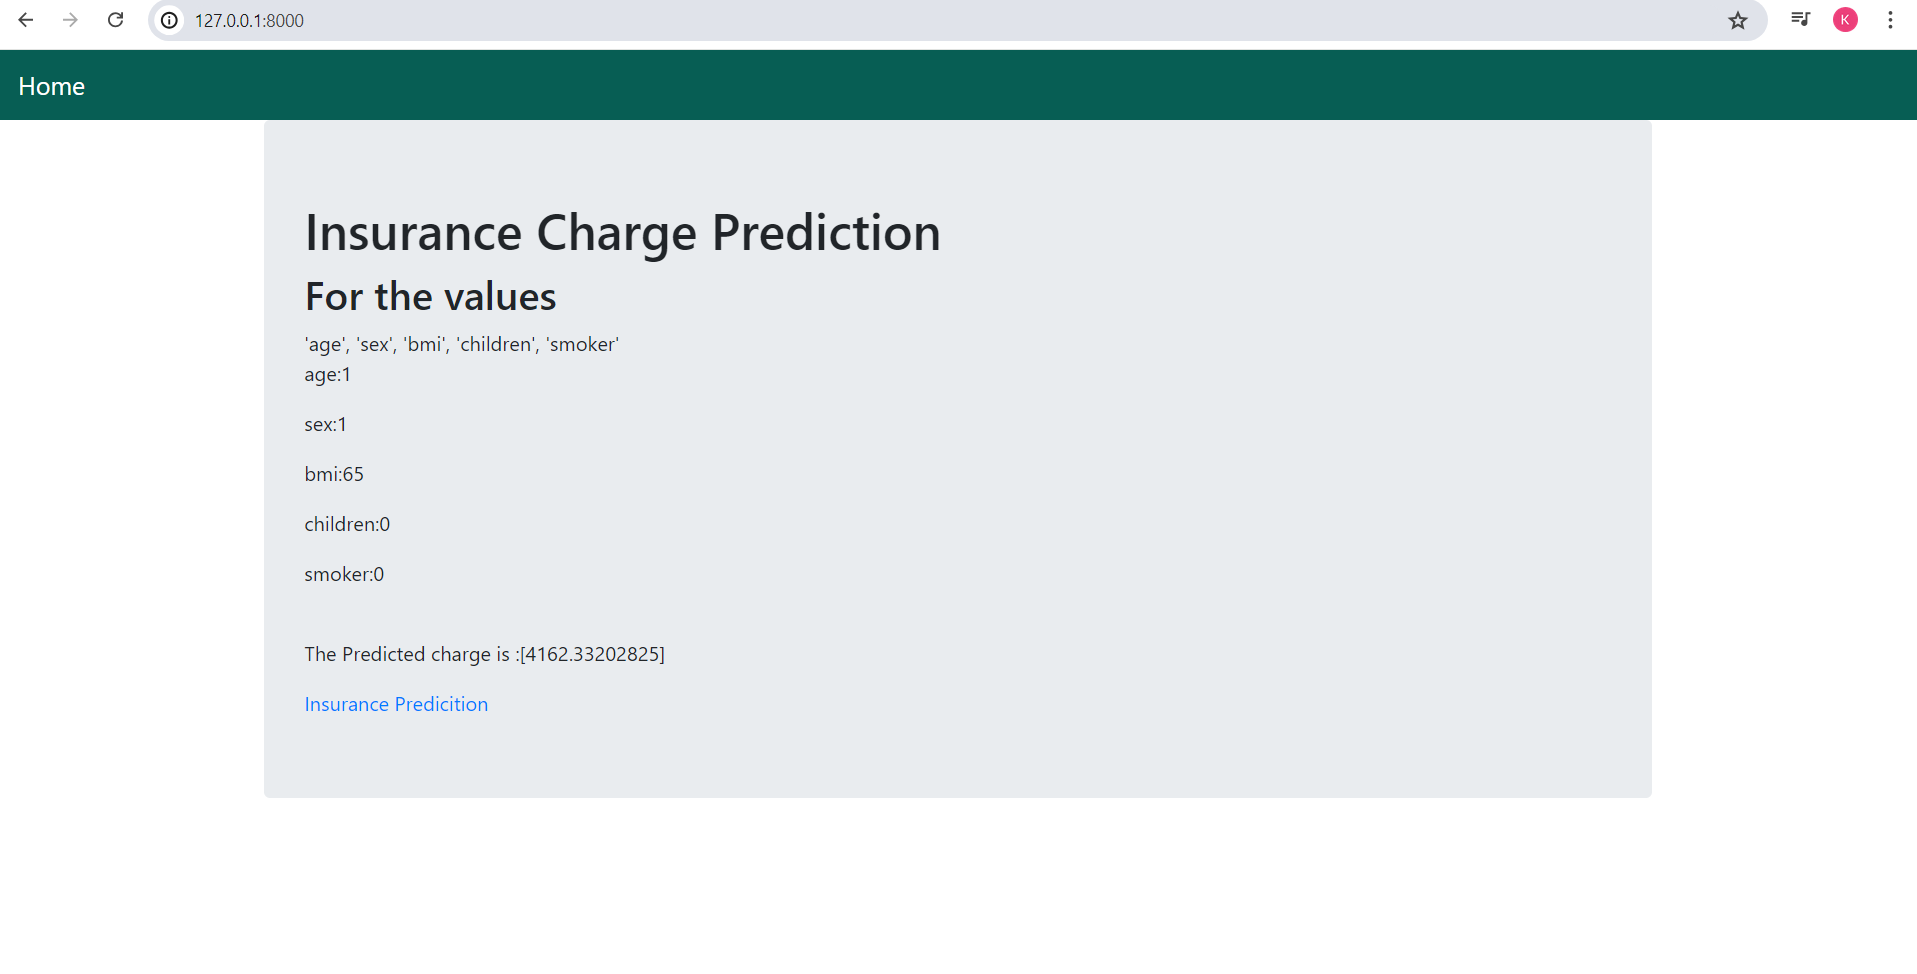 127.0.0.1:8000
K
Home
Insurance Charge Prediction
For the values
'age', 'sex', 'bmi', 'children', 'smoker'
age:1
sex:1
bmi:65
children:0
smoker:0
The Predicted charge is :[4162.33202825]
Insurance Predicition